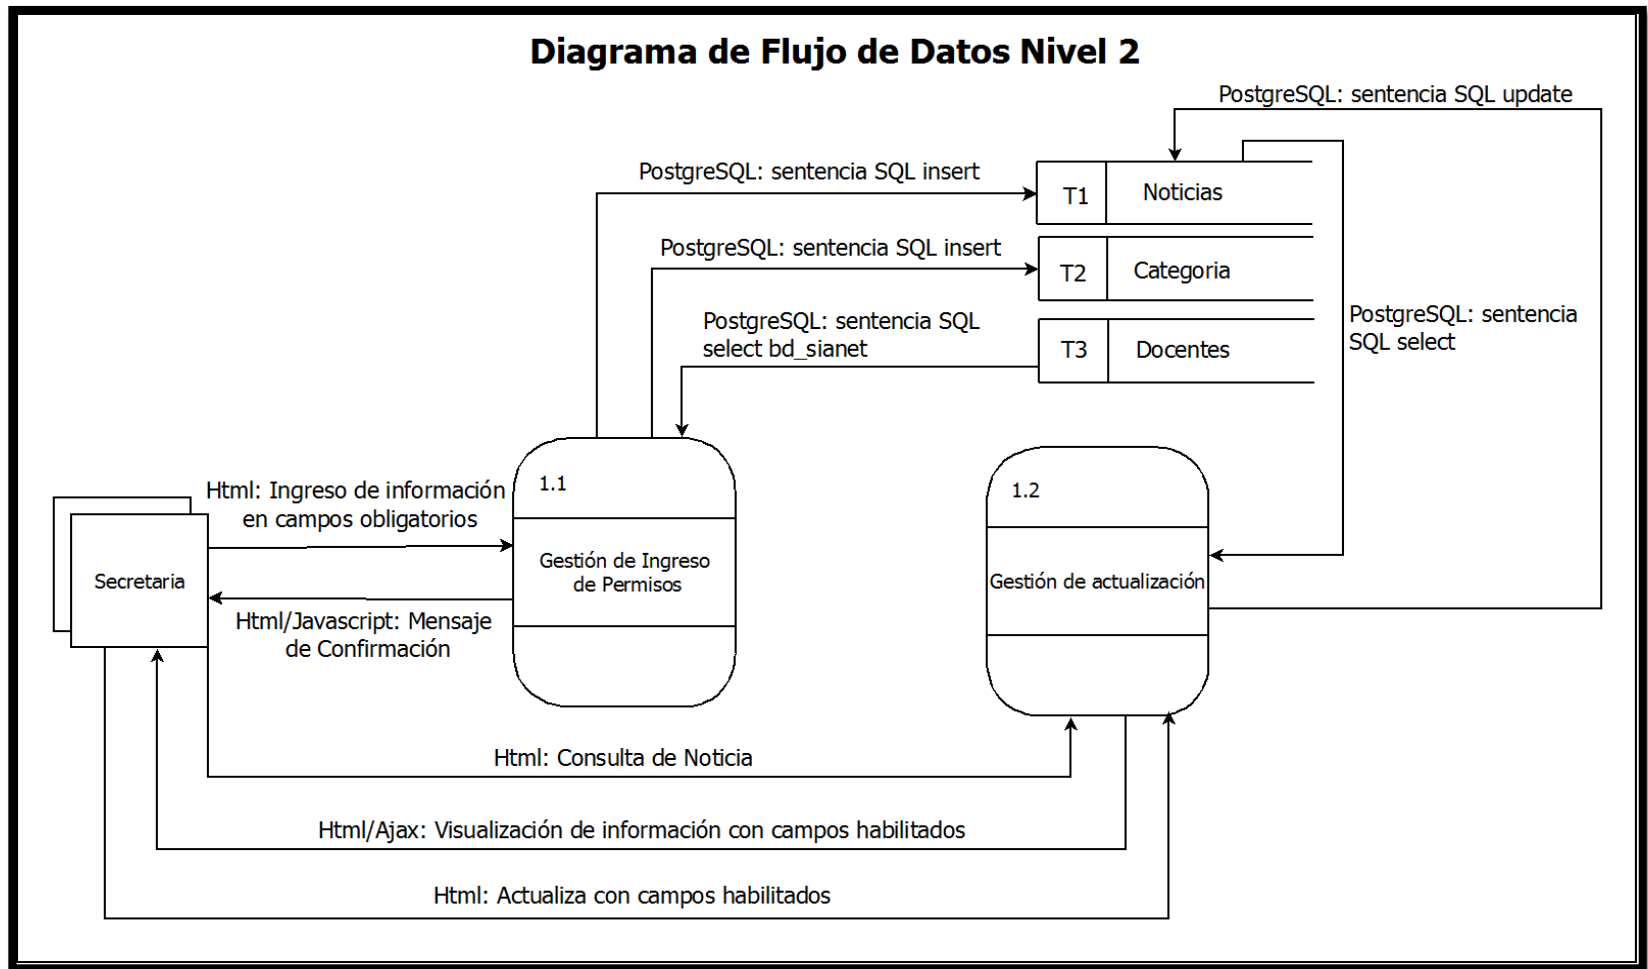 Diagrama de Flujo de Datos Nivel 2
PostgreSQL: sentencia SQL update
PostgreSQL: sentencia SQL insert
T1
Noticias
PostgreSQL: sentencia SQL insert
T2
Categoria
PostgreSQL: sentencia SQL
select bd_sianet
T3
Docentes
PostgreSQL: sentencia
SQL select
1.1
Gestión de Ingreso
de Permisos
1.2
Gestión de actualización
Html: Ingreso de información
en campos obligatorios
Secretaria
Html/Javascript: Mensaje
de Confirmación
Html: Consulta de Noticia
Html/Ajax: Visualización de información con campos habilitados
Html: Actualiza con campos habilitados